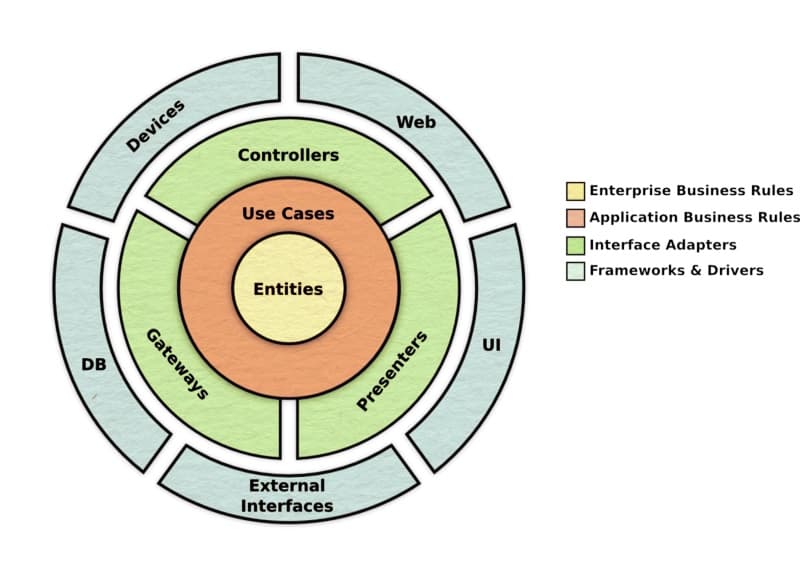 Devices
Web
Controllers
Use Cases
Entities
Gateways
Presenters
DB
UI
External
Interfaces
Enterprise Business Rules
Application Business Rules
Interface Adapters
Frameworks & Drivers